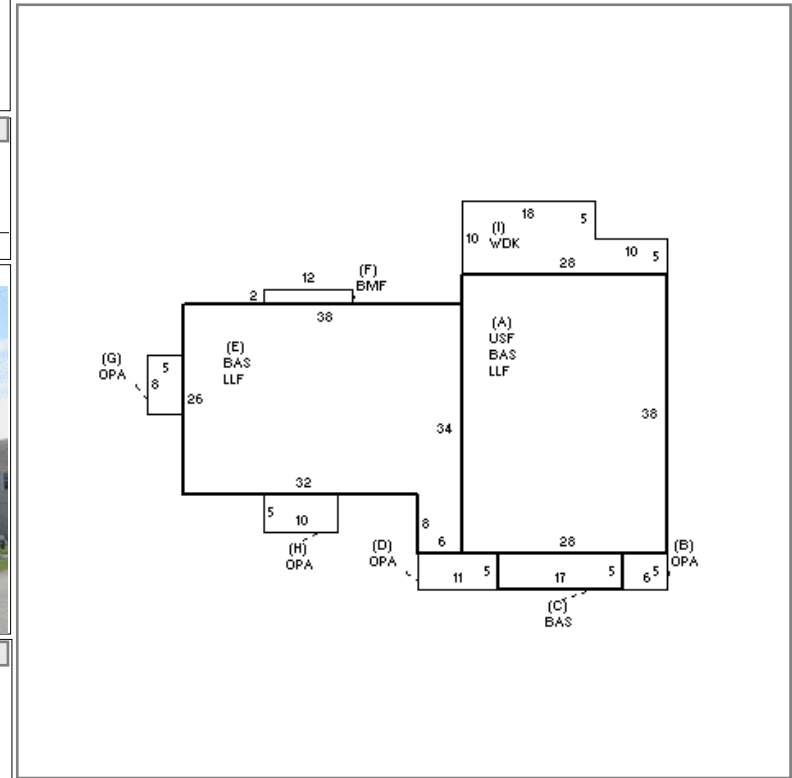 18
5
(I)
10
WDK
10
5
28
(F)
BMF
12
2
38
(A)
USF
BAS
LLF
(E)
BAS
LLF
(G)
OPA
5
8
26
38
34
32
5
10
(H)
OPA
8
6
28
(D)
OPA
(B)
OPA
11
5
17
5
6
5
(C)
BAS